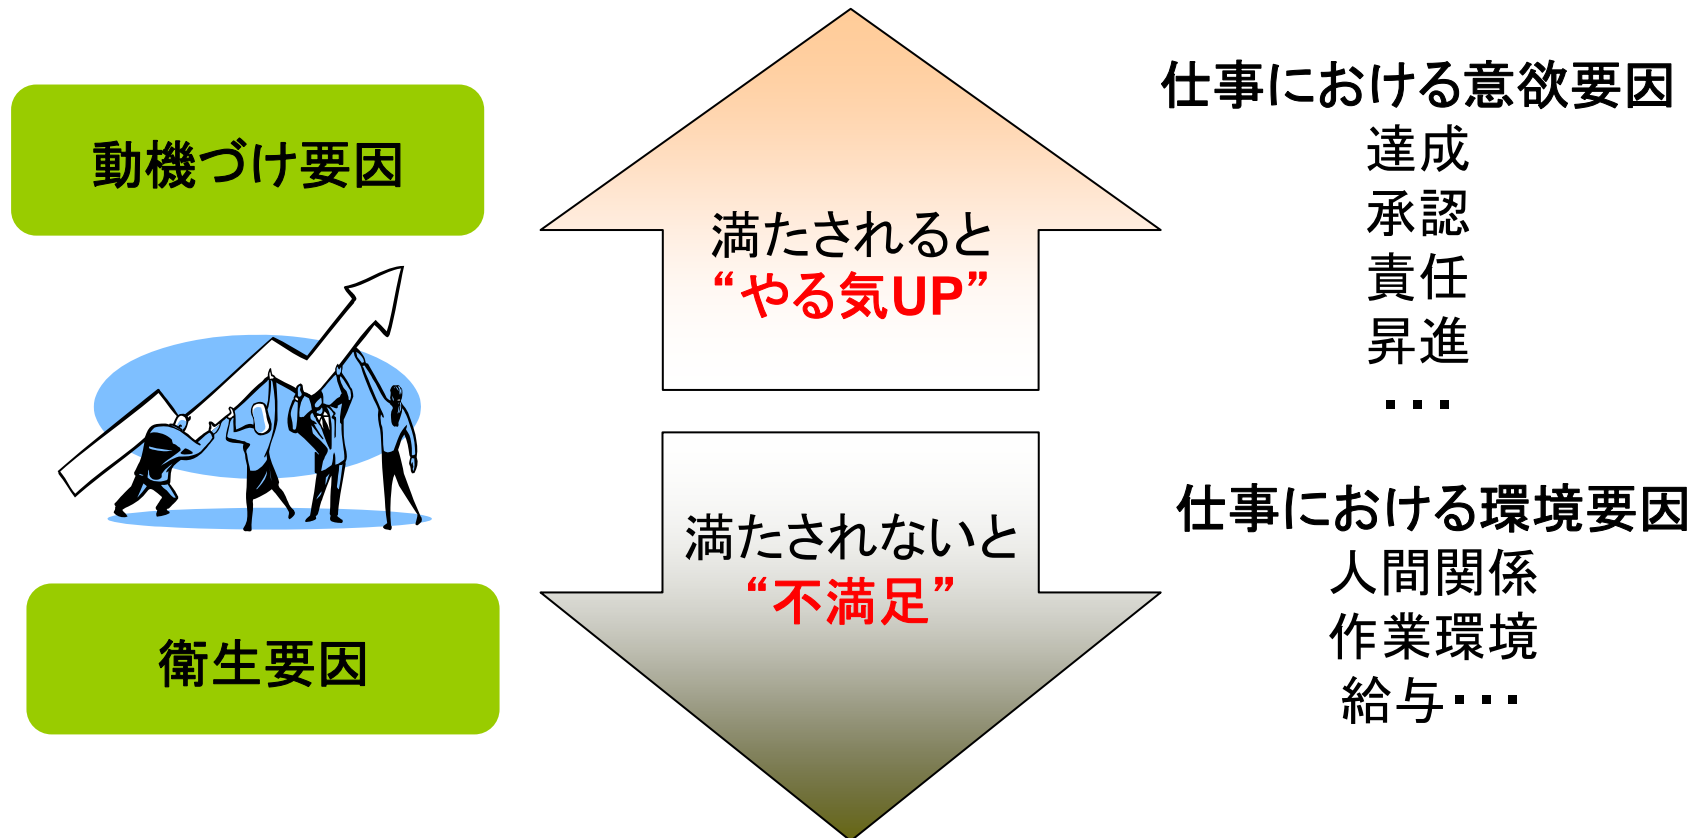 動機づけ要因
満たされると
“やる気UP”
仕事における意欲要因
達成
承認
責任
昇進
・・・
衛生要因
満たされないと
“不満足”
仕事における環境要因
人間関係
作業環境
給与・・・